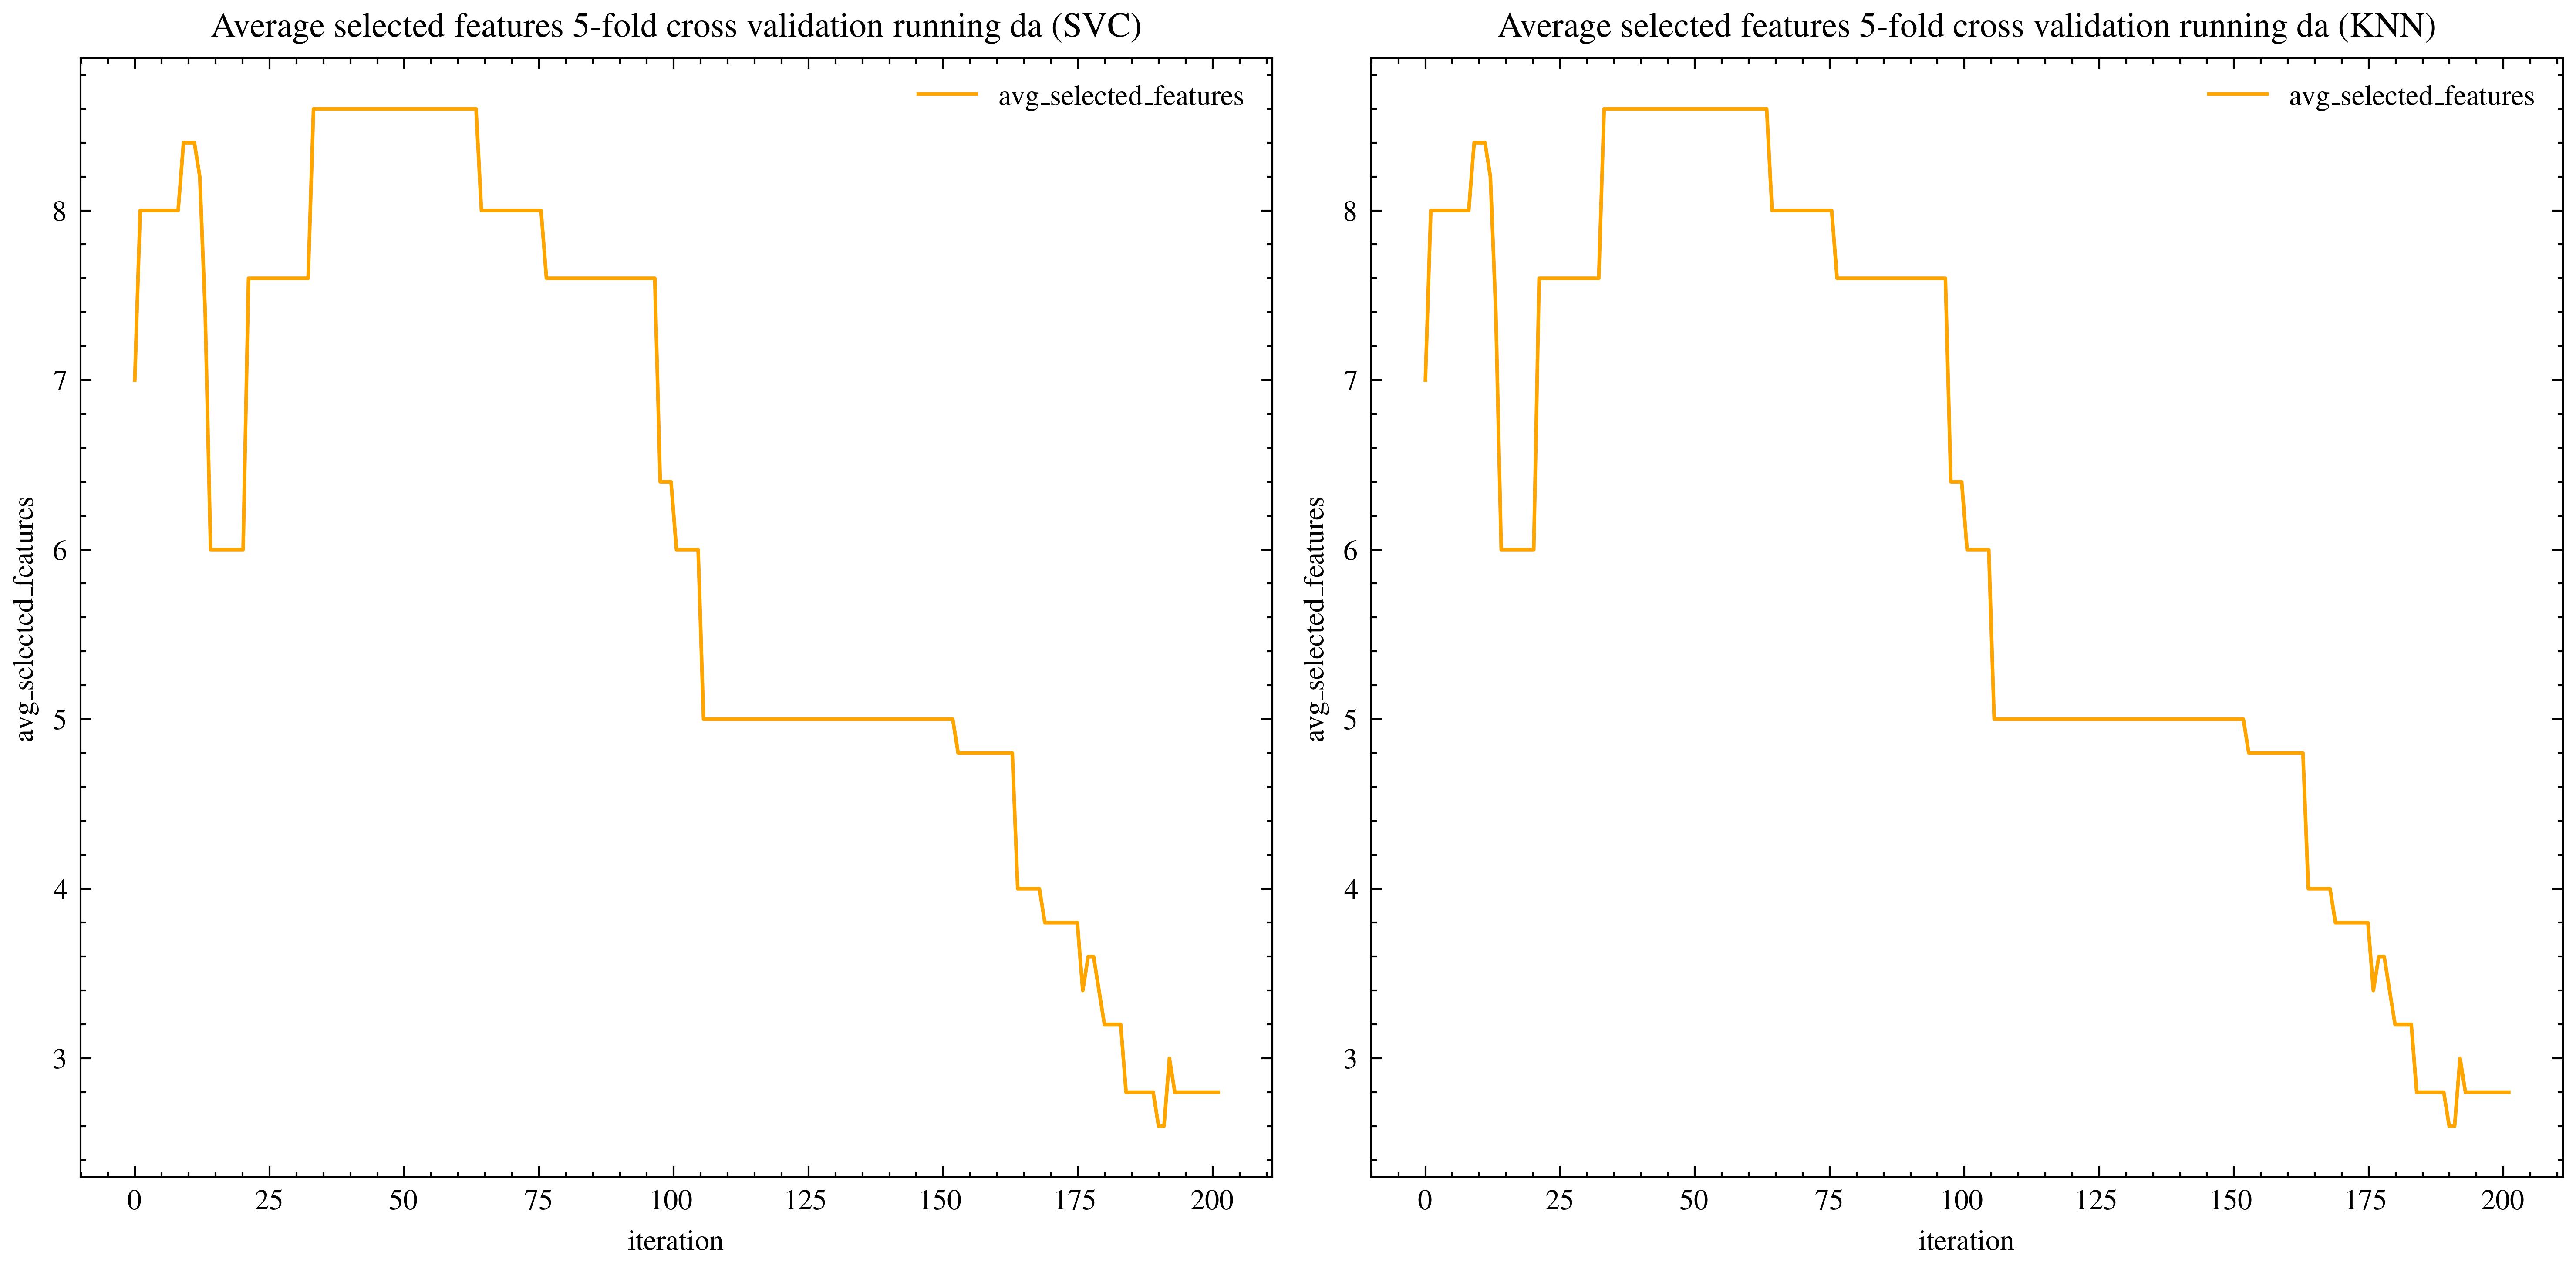 Average selected features 5-fold cross validation running da (SVC)
avg_selected_features
8
7
6
5
4
3
avg_selected_features
0 25 50 75 100 125 150 175 200
iteration
Average selected features 5-fold cross validation running da (KNN)
avg_selected_features
8
7
6
5
4
3
avg_selected_features
0 25 50 75 100 125 150 175 200
iteration